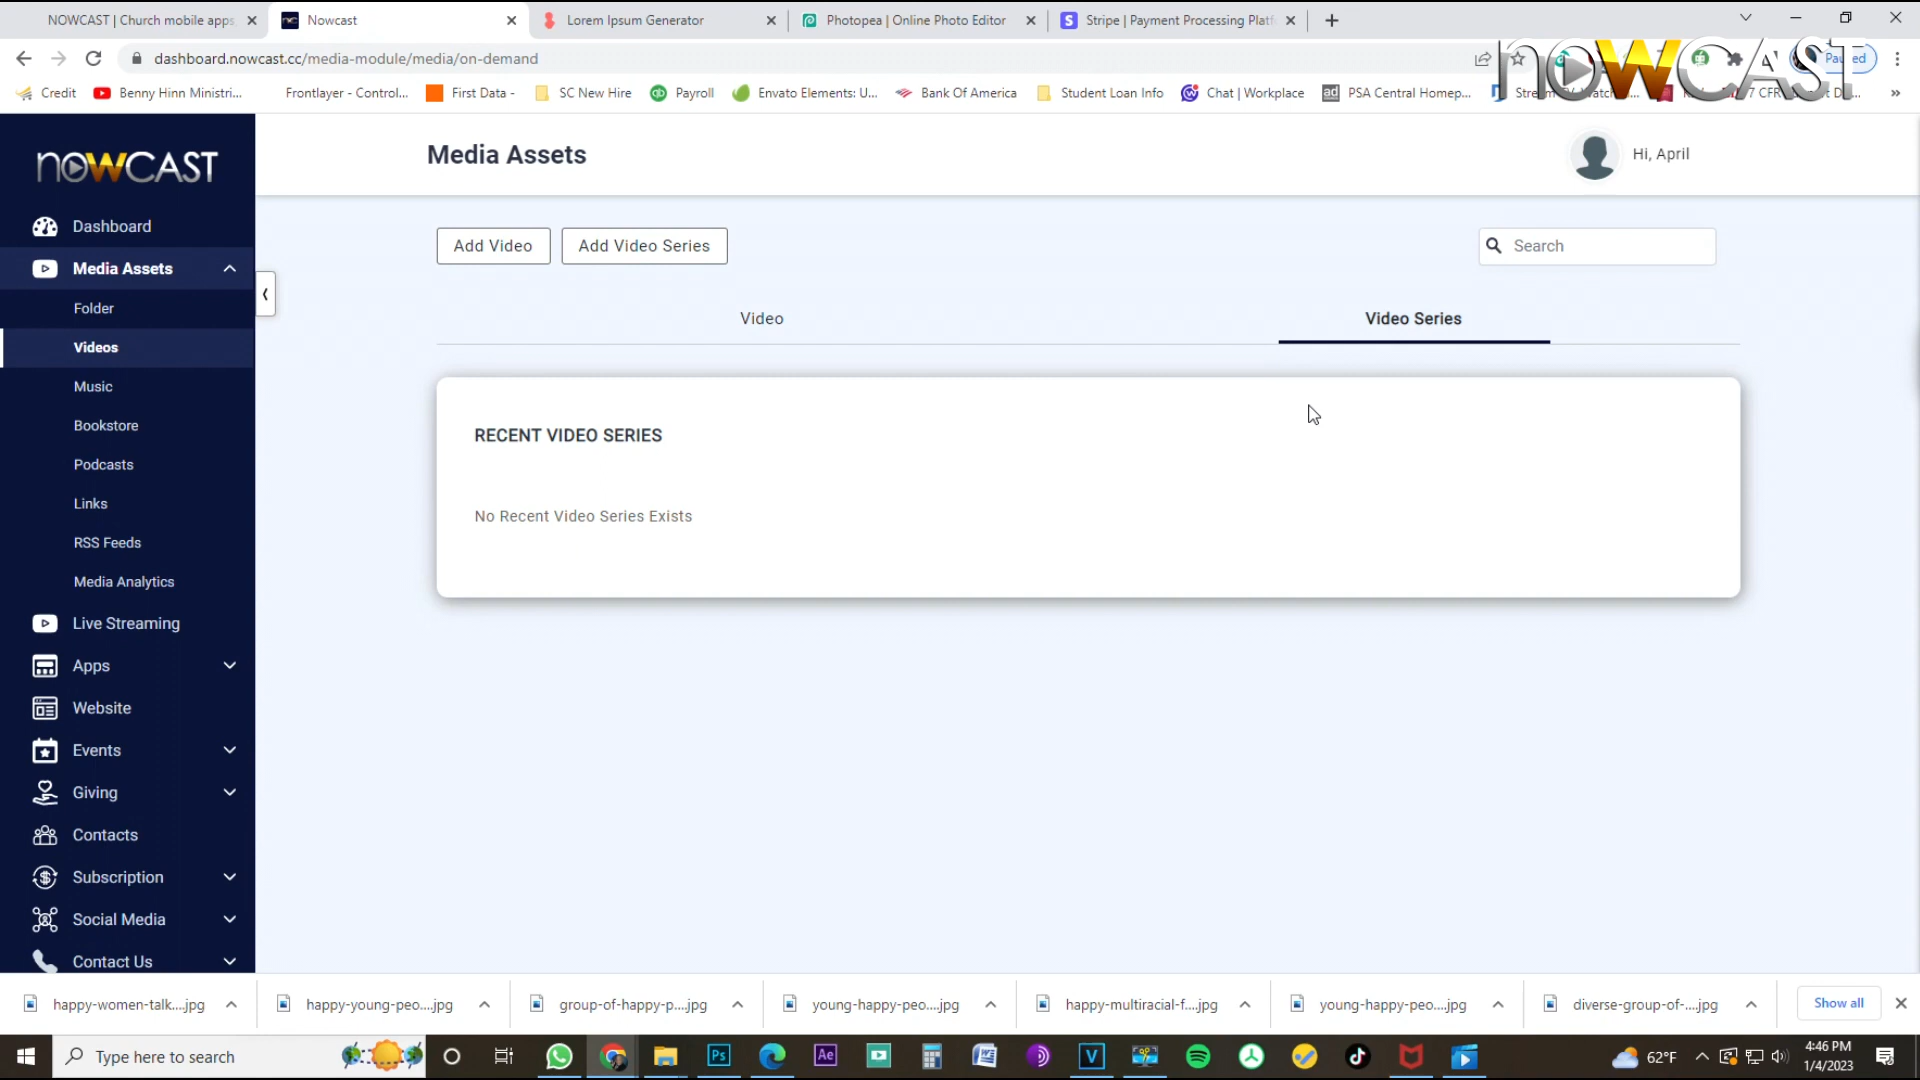 NOWCAST | Church mobile apps,
Nowcast
Lorem Ipsum Generator
Photopea | Online Photo Editor
Stripe | Payment Processing Platf
dashboard.nowcast.cc/media-module/media/on-demand
nowCAST
Credit
Benny Hinn Ministri...
Frontlayer - Control...
First Data -
SC New Hire
Payroll
Envato Elements: U...
Bank Of America
Student Loan Info
Chat | Workplace
PSA Central Homep...
»
nowCAST
Media Assets
Hi, April
Dashboard
Media Assets
Folder
Videos
Music
Bookstore
Podcasts
Links
RSS Feeds
Media Analytics
Live Streaming
Apps
Website
Events
Giving
Contacts
Subscription
Social Media
Contact Us
Add Video
Add Video Series
Search
Video
Video Series
RECENT VIDEO SERIES
No Recent Video Series Exists
happy-women-talk....jpg
happy-young-peo....jpg
group-of-happy-p....jpg
young-happy-peo....jpg
happy-multiracial-f....jpg
young-happy-peo....jpg
diverse-group-of-....jpg
Show all
Type here to search
Ps
Ae
V
62°F
4:46 PM
1/4/2023